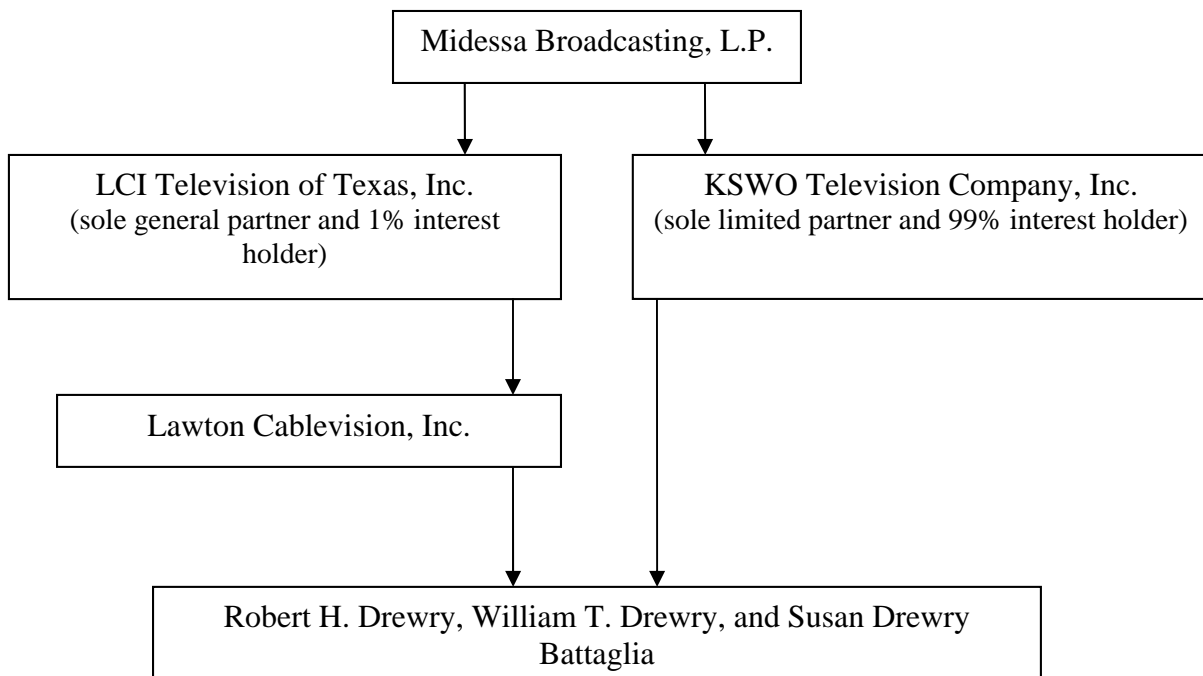 Midessa Broadcasting, L.P.
LCI Television of Texas, Inc.
(sole general partner and 1% interest
holder)
KSWO Television Company, Inc.
(sole limited partner and 99% interest holder)
Lawton Cablevision, Inc.
Robert H. Drewry, William T. Drewry, and Susan Drewry
Battaglia